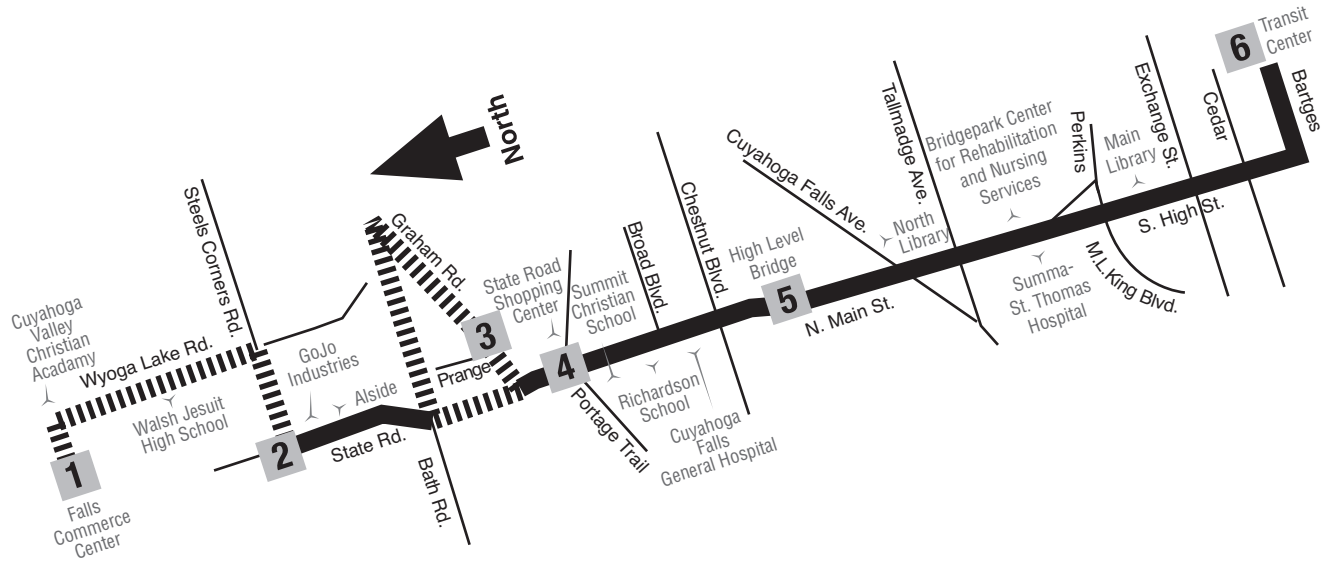 Cuyahoga
Valley
Christian
Acadamy
Wyoga Lake Rd.
1
Falls
Commerce
Center
Walsh Jesuit
High School
Steels Corners Rd.
2
GoJo
Industries
Alside
State Rd.
Bath Rd.
North
Graham Rd.
Prange
3
State Road
Shopping
Center
4
Portage Trail
Summit
Christian
School
Broad Blvd.
Richardson
School
Chestnut Blvd.
Cuyahoga
Falls
General Hospital
High Level
Bridge
5
N. Main St.
Cuyahoga Falls Ave.
North
Library
Tallmadge Ave.
Bridgepark Center
for Rehabilitation
and Nursing
Services
Summa-
St. Thomas
Hospital
Perkins
Main
Library
M.L.King Blvd.
S. High St.
Exchange St.
Cedar
6
Transit
Center
Bartges